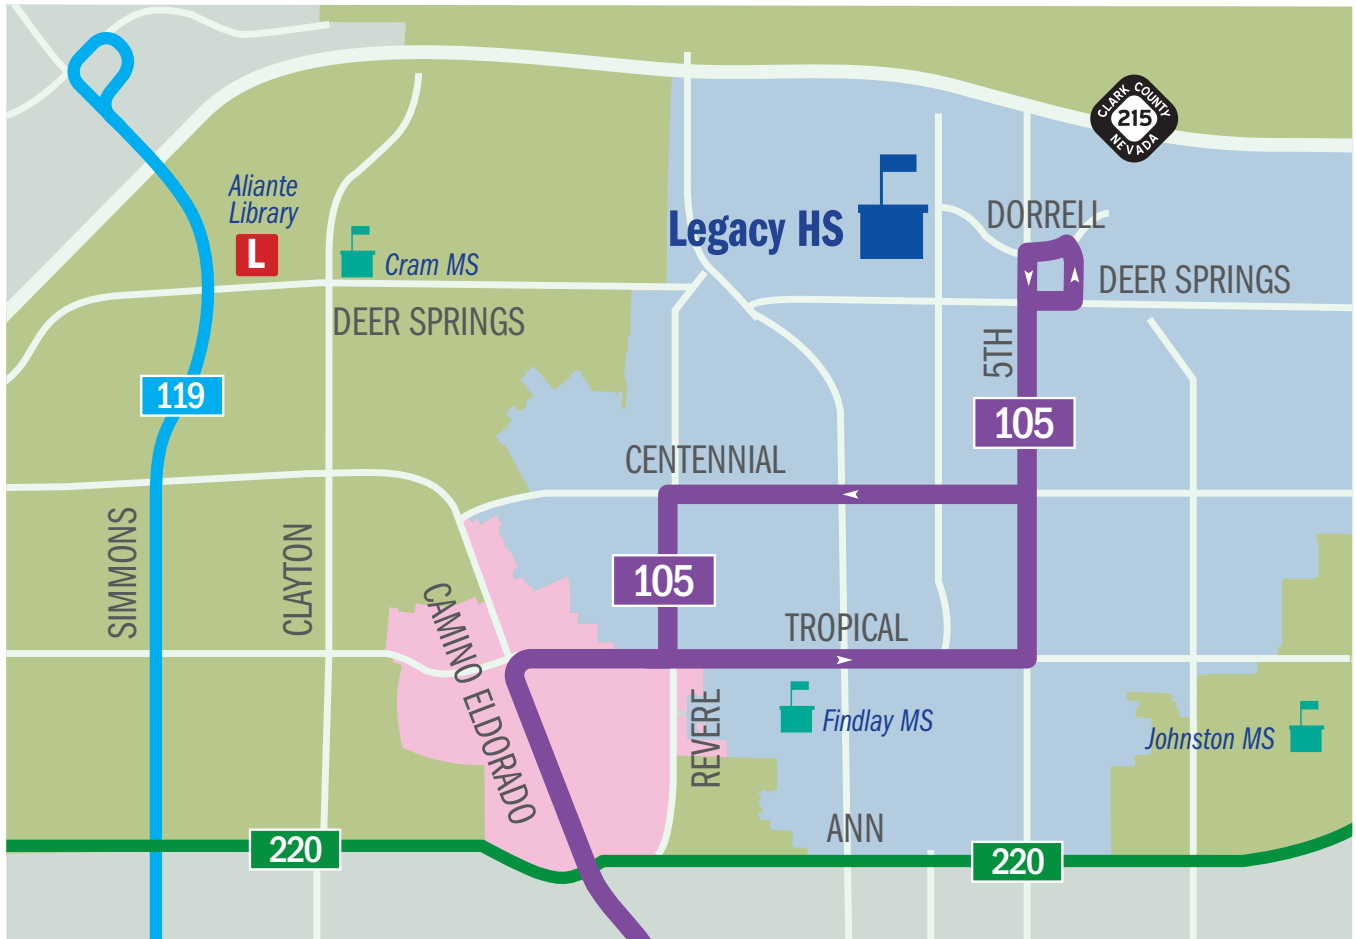 CLARK COUNTY
215
NEVADA
Aliante
Library
L
Cram MS
Legacy HS
DORRELL
DEER SPRINGS
DEER SPRINGS
5TH
119
105
CENTENNIAL
SIMMONS
CLAYTON
CAMINO ELDORADO
105
TROPICAL
REVERE
Findlay MS
Johnston MS
ANN
220
220